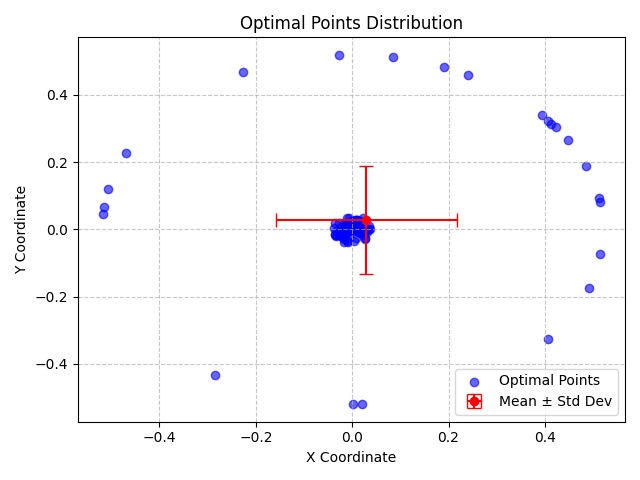 Optimal Points Distribution
Y Coordinate
0.4
0.2
0.0
−0.2
−0.4
−0.4
−0.2
0.0
0.2
0.4
X Coordinate
Optimal Points
Mean ± Std Dev